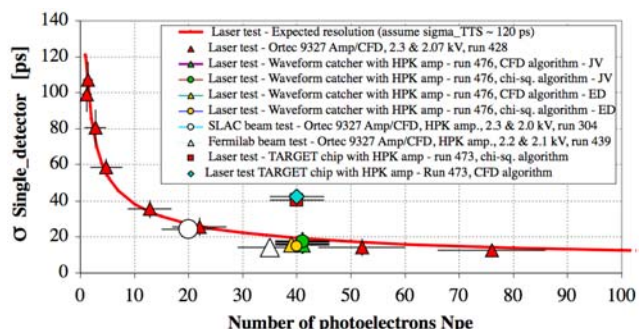 140
120
100
80
60
40
20
0
σ Single_detector [ps]
Laser test - Expected resolution (assume sigma_TTS ~ 120 ps)
Laser test - Ortec 9327 Amp/CFD, 2.3 & 2.07 kV, run 428
Laser test - Waveform catcher with HPK amp - run 476, CFD algorithm - JV
Laser test - Waveform catcher with HPK amp - run 476, chi-sq. algorithm - JV
Laser test - Waveform catcher with HPK amp - run 476, CFD algorithm - ED
Laser test - Waveform catcher with HPK amp - run 476, chi-sq. algorithm - ED
SLAC beam test - Ortec 9327 Amp/CFD, HPK amp., 2.3 & 2.0 kV, run 304
Fermilab beam test - Ortec 9327 Amp/CFD, HPK amp., 2.2 & 2.1 kV, run 439
Laser test - TARGET chip with HPK amp - run 473, chi-sq. algorithm
Laser test TARGET chip with HPK amp - Run 473, CFD algorithm
0 10 20 30 40 50 60 70 80 90 100
Number of photoelectrons Npe